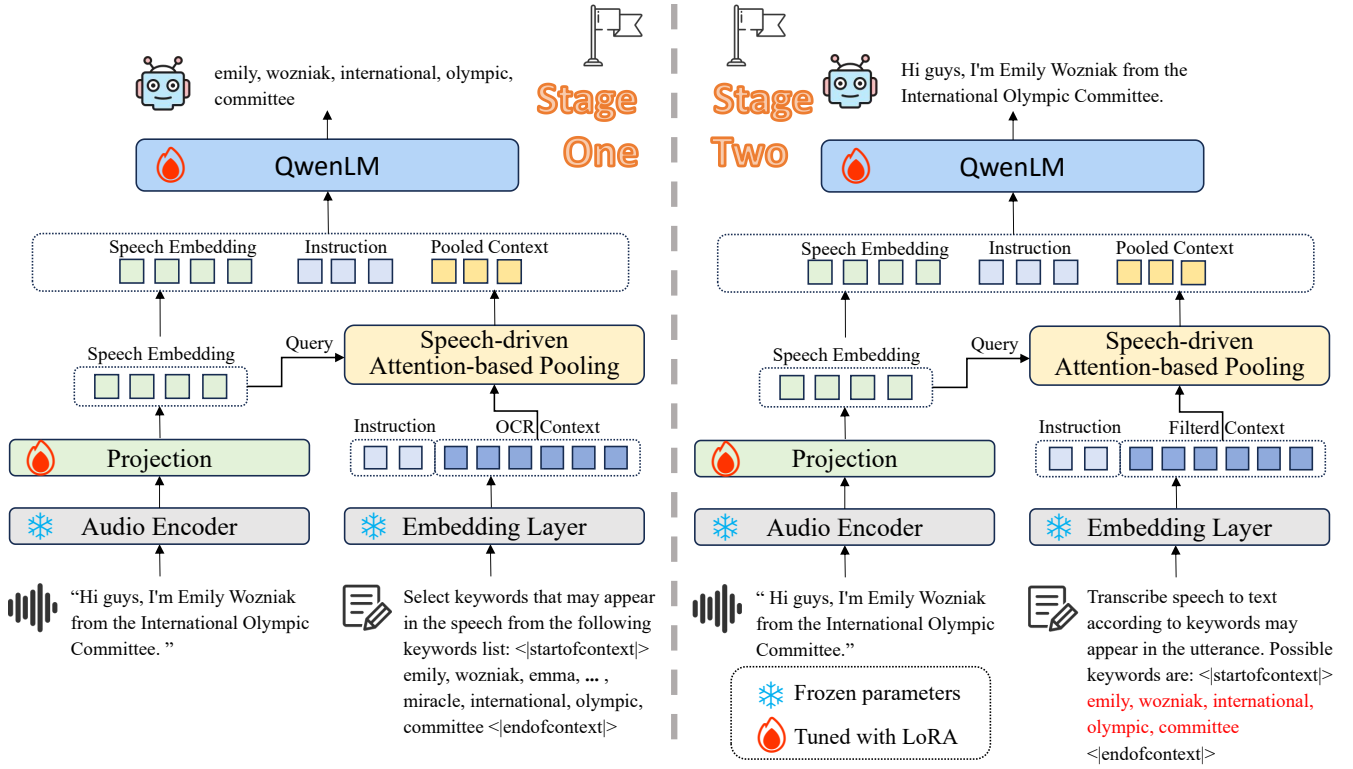 emily, wozniak, international, olympic,
committee
Stage
One
QwenLM
Speech Embedding
Instruction
Pooled Context
Speech-driven
Attention-based Pooling
Query
Speech Embedding
Instruction
OCR Context
Projection
Audio Encoder
Embedding Layer
“Hi guys, I'm Emily Wozniak
from the International Olympic
Committee. ”
Select keywords that may appear
in the speech from the following
keywords list: <|startofcontext|>
emily, wozniak, emma, ... ,
miracle, international, olympic,
committee <|endofcontext|>
Stage
Two
Hi guys, I'm Emily Wozniak from the
International Olympic Committee.
QwenLM
Speech Embedding
Instruction
Pooled Context
Speech-driven
Attention-based Pooling
Query
Speech Embedding
Instruction
Filterd Context
Projection
Audio Encoder
Embedding Layer
“ Hi guys, I'm Emily Wozniak
from the International Olympic
Committee.”
Transcribe speech to text
according to keywords may
appear in the utterance. Possible
keywords are: <|startofcontext|>
emily, wozniak, international,
olympic, committee
<|endofcontext|>
Frozen parameters
Tuned with LoRA